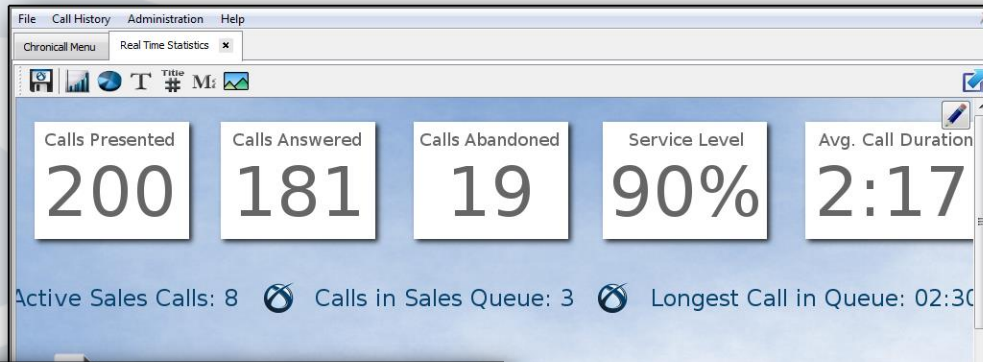 File Call History Administration Help
Chronicall Menu Real Time Statistics x
T Title # M
Calls Presented Calls Answered Calls Abandoned Service Level Avg. Call Duration
200 181 19 90% 2:17
Active Sales Calls: 8 Calls in Sales Queue: 3 Longest Call in Queue: 02:30